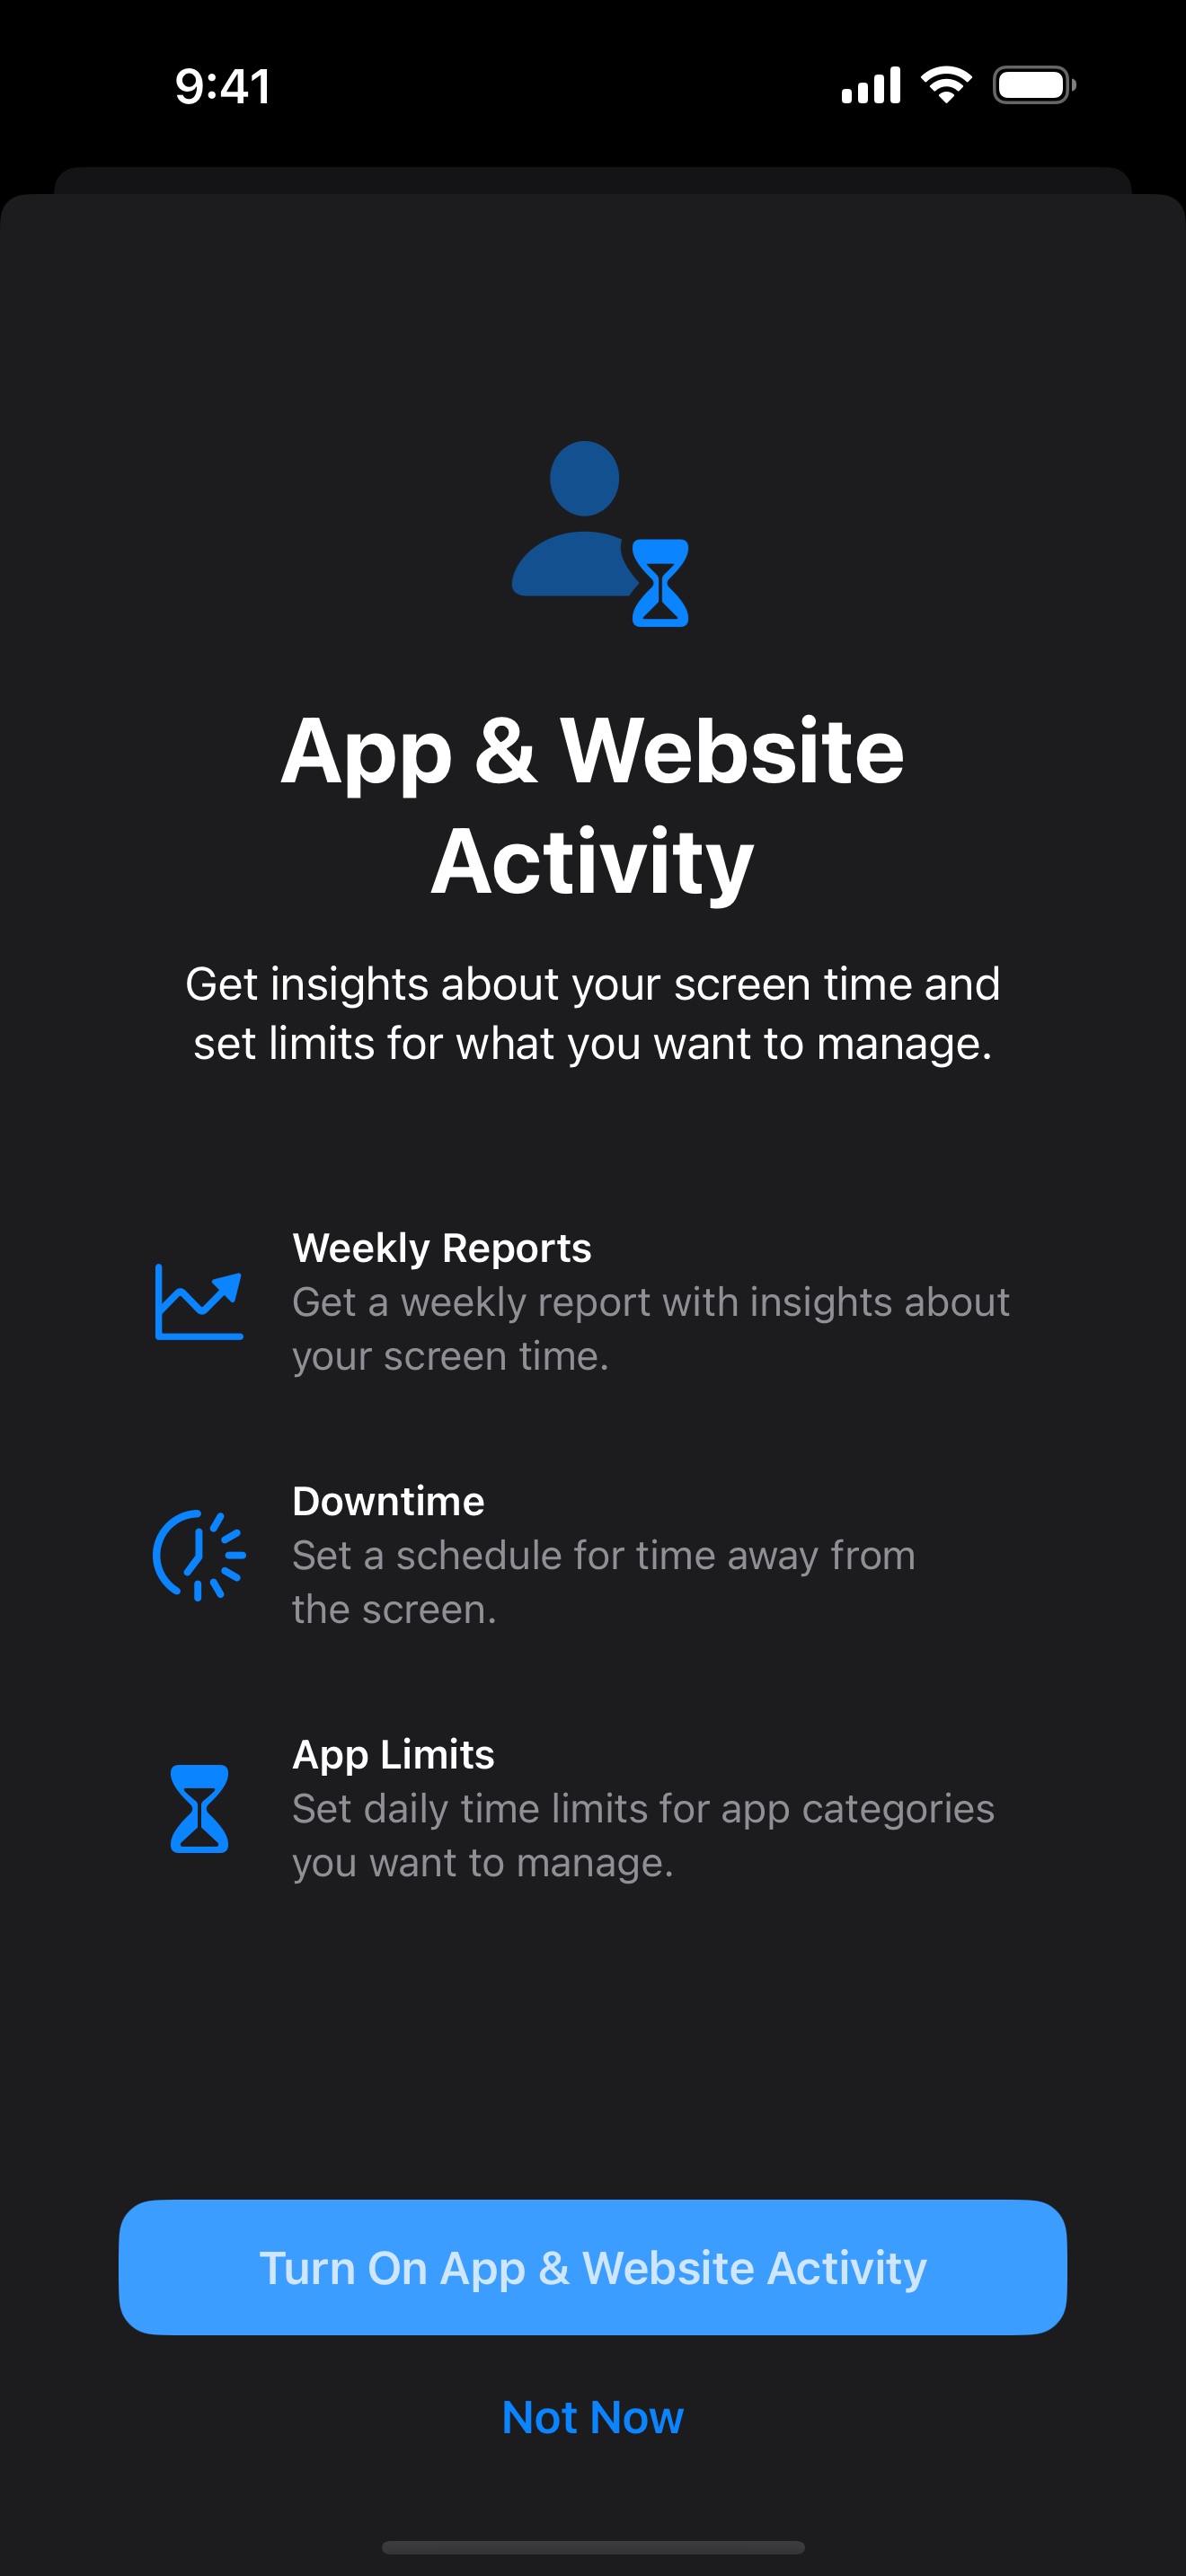 9:41
App & Website
Activity
Get insights about your screen time and
set limits for what you want to manage.
Weekly Reports
Get a weekly report with insights about
your screen time.
Downtime
Set a schedule for time away from
the screen.
App Limits
Set daily time limits for app categories
you want to manage.
Turn On App & Website Activity
Not Now